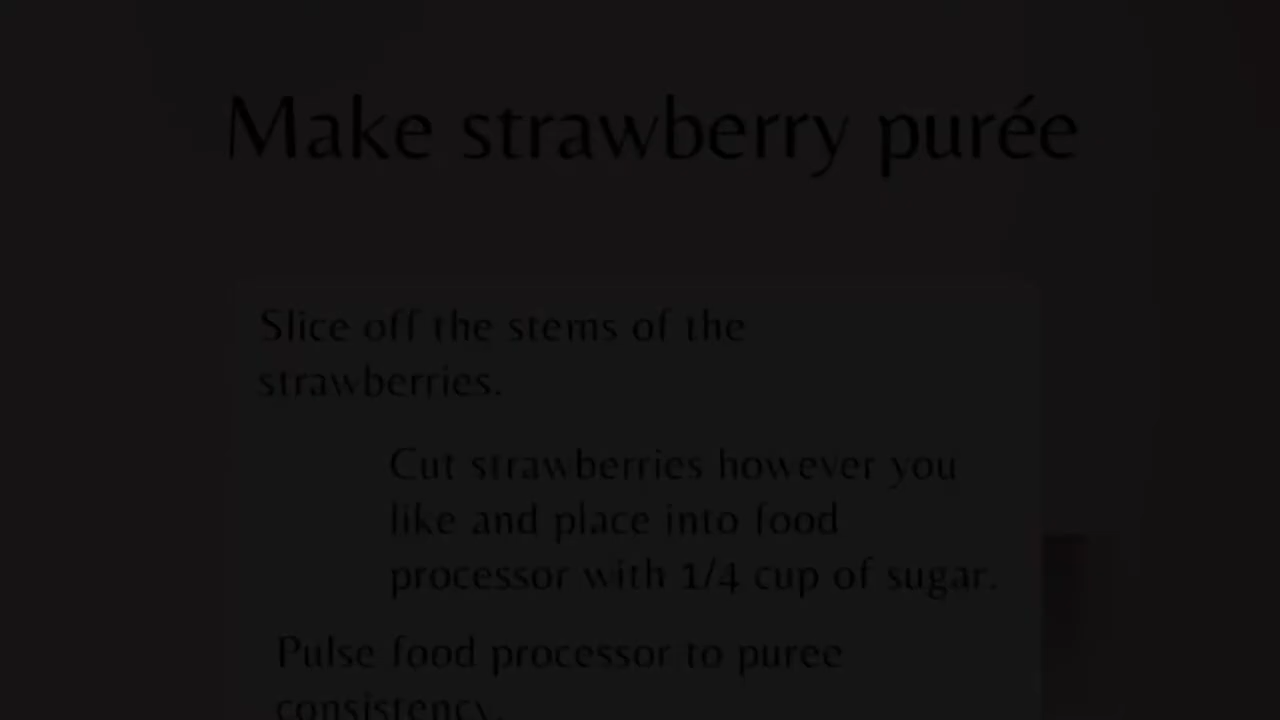 Make strawberry purée
Slice off the stems of the
strawberries.
Cut strawberries however you
like and place into food
processor with 1/4 cup of sugar.
Pulse food processor to puree
consistency.